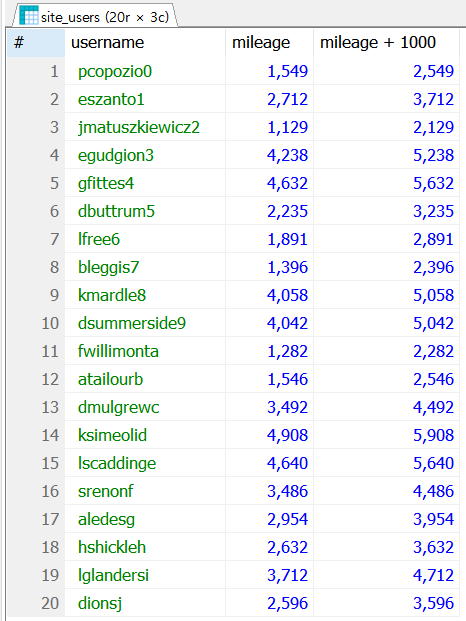 site_users (20r × 3c)
# username mileage mileage + 1000
1 pcopozio0 1,549 2,549
2 eszanto1 2,712 3,712
3 jmatuszkiewicz2 1,129 2,129
4 egudgion3 4,238 5,238
5 gfittes4 4,632 5,632
6 dbuttrum5 2,235 3,235
7 lfree6 1,891 2,891
8 bleggis7 1,396 2,396
9 kmardle8 4,058 5,058
10 dsummerside9 4,042 5,042
11 fwillimonta 1,282 2,282
12 atailourb 1,546 2,546
13 dmulgrewc 3,492 4,492
14 ksimeolid 4,908 5,908
15 lscaddinge 4,640 5,640
16 srenonf 3,486 4,486
17 aledesg 2,954 3,954
18 hshickleh 2,632 3,632
19 lglandersi 3,712 4,712
20 dionsj 2,596 3,596